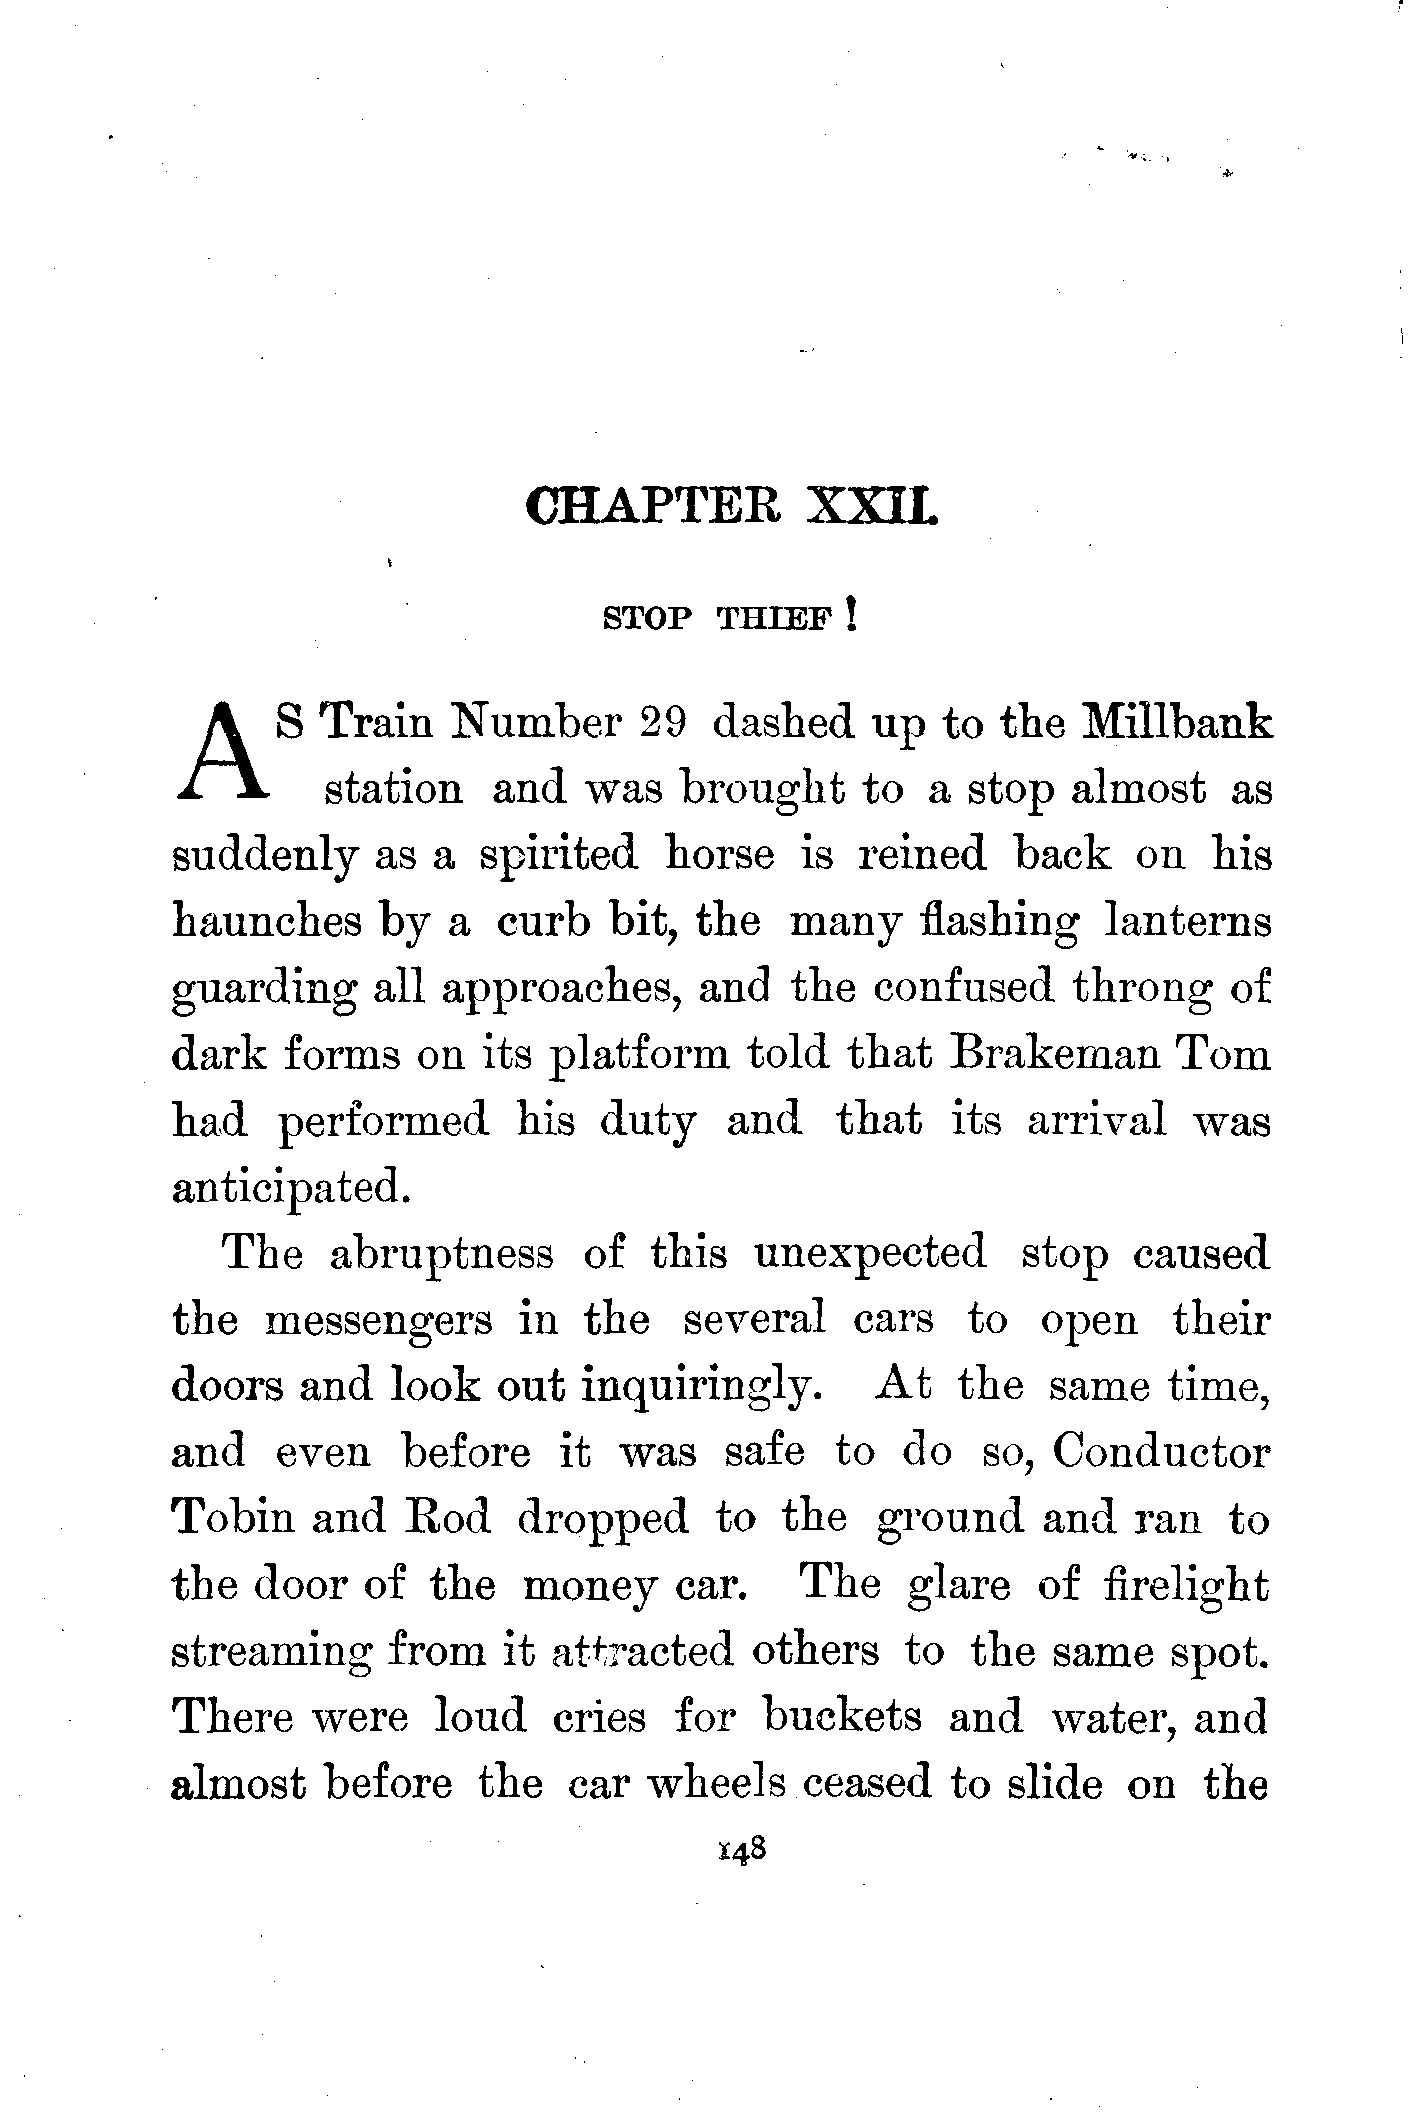 CHAPTER XXII.
STOP THIEF!
AS Train Number 29 dashed up to the Millbank
station and was brought to a stop almost as
suddenly as a spirited horse is reined back on his
haunches by a curb bit, the many flashing lanterns
guarding all approaches, and the confused throng of
dark forms on its platform told that Brakeman Tom
had performed his duty and that its arrival was
anticipated.
The abruptness of this unexpected stop caused
the messengers in the several cars to open their
doors and look out inquiringly. At the same time,
and even before it was safe to do so, Conductor
Tobin and Rod dropped to the ground and ran to
the door of the money car. The glare of firelight
streaming from it attracted others to the same spot.
There were loud cries for buckets and water, and
almost before the car wheels ceased to slide on the
148